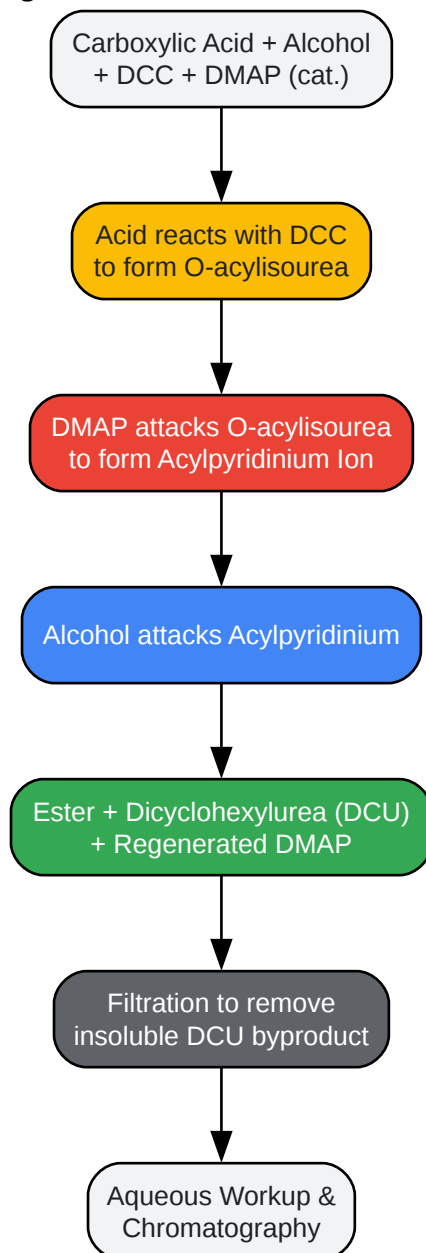 Carboxylic Acid + Alcohol
+ DCC + DMAP (cat.)
Acid reacts with DCC
to form O-acylisourea
DMAP attacks O-acylisourea
to form Acylpyridinium Ion
Alcohol attacks Acylpyridinium
Ester + Dicyclohexylurea (DCU)
+ Regenerated DMAP
Filtration to remove
insoluble DCU byproduct
Aqueous Workup &
Chromatography